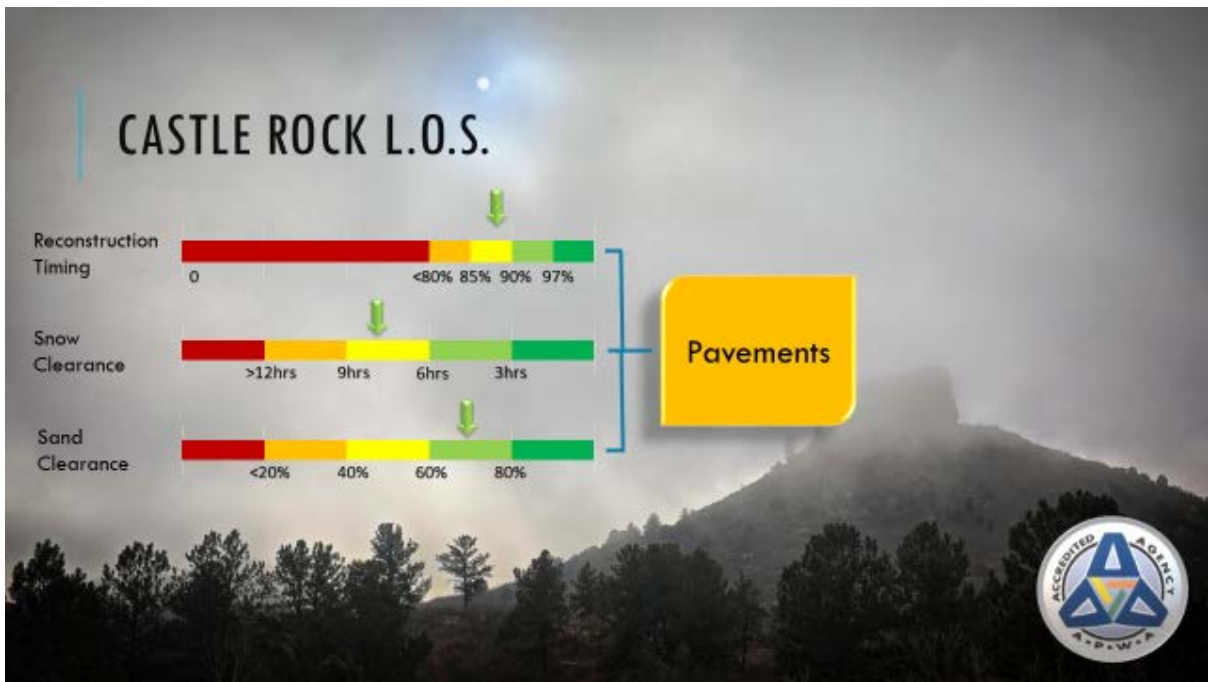 CASTLE ROCK L.O.S.
Reconstruction
Timing
0 <80% 85% 90% 97%
Snow
Clearance
>12hrs 9hrs 6hrs 3hrs
Sand
Clearance
<20% 40% 60% 80%
Pavements
ACCREDITED AGENCY
A•P•W•A